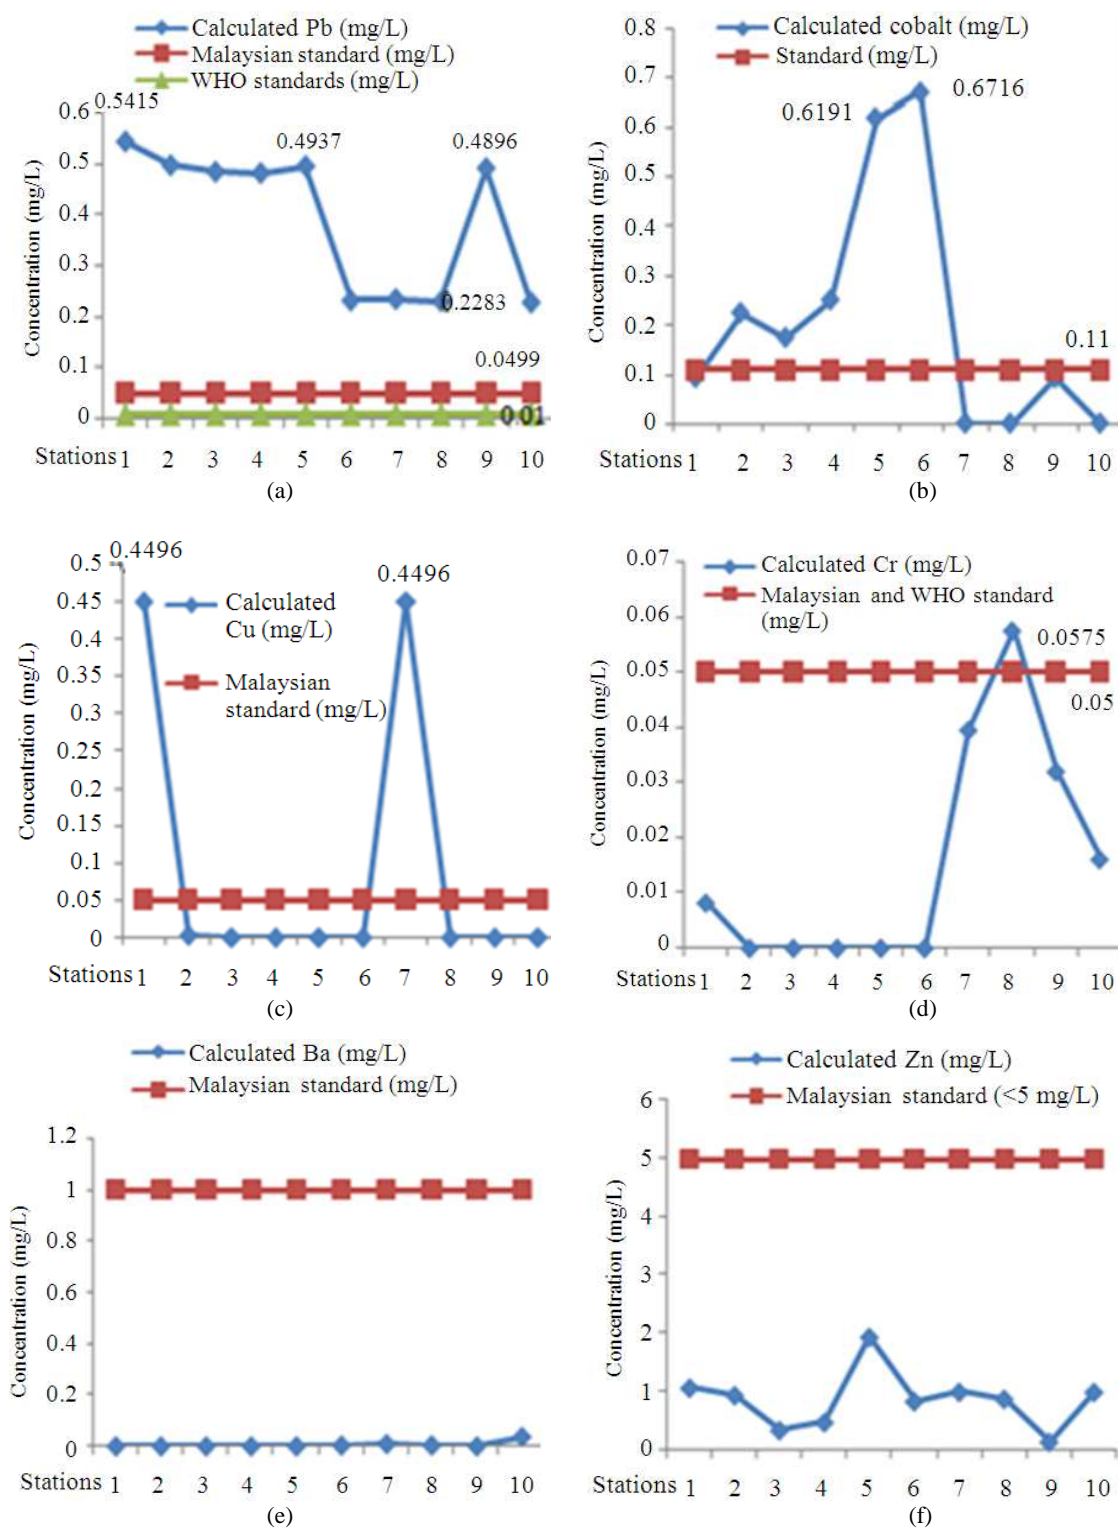 Calculated Pb (mg/L)
Malaysian standard (mg/L)
WHO standards (mg/L)
0.5415
0.4937
0.4896
0.2283
0.0499
0.01
0.6
0.5
0.4
0.3
0.2
0.1
0
Concentration (mg/L)
Stations 1 2 3 4 5 6 7 8 9 10
(a)
Calculated cobalt (mg/L)
Standard (mg/L)
0.6191
0.6716
0.11
0.8
0.7
0.6
0.5
0.4
0.3
0.2
0.1
0
Concentration (mg/L)
Stations 1 2 3 4 5 6 7 8 9 10
(b)
0.4496
0.4496
Calculated
Cu (mg/L)
Malaysian
standard (mg/L)
0.5
0.45
0.4
0.35
0.3
0.25
0.2
0.15
0.1
0.05
0
Concentration (mg/L)
Stations 1 2 3 4 5 6 7 8 9 10
(c)
Calculated Cr (mg/L)
Malaysian and WHO standard
(mg/L)
0.0575
0.05
0.07
0.06
0.05
0.04
0.03
0.02
0.01
0
Concentration (mg/L)
Stations 1 2 3 4 5 6 7 8 9 10
(d)
Calculated Ba (mg/L)
Malaysian standard (mg/L)
1.2
1
0.8
0.6
0.4
0.2
0
Concentration (mg/L)
Stations 1 2 3 4 5 6 7 8 9 10
(e)
Calculated Zn (mg/L)
Malaysian standard (<5 mg/L)
6
5
4
3
2
1
0
Concentration (mg/L)
Stations 1 2 3 4 5 6 7 8 9 10
(f)